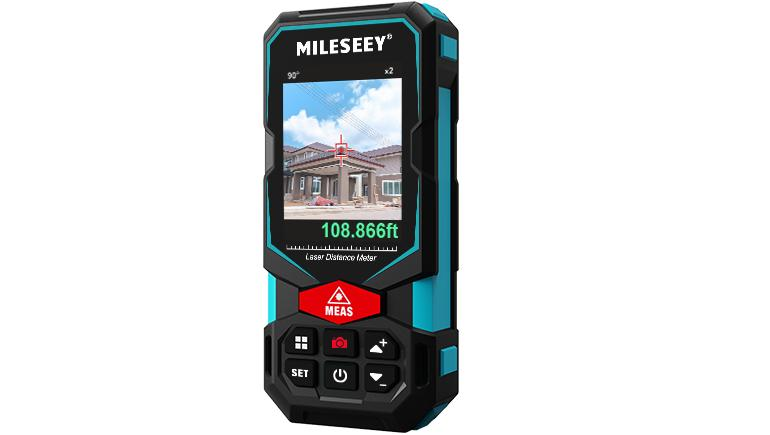 MILESEEY®
90° x2
108.866ft
Laser Distance Meter
MEAS
SET